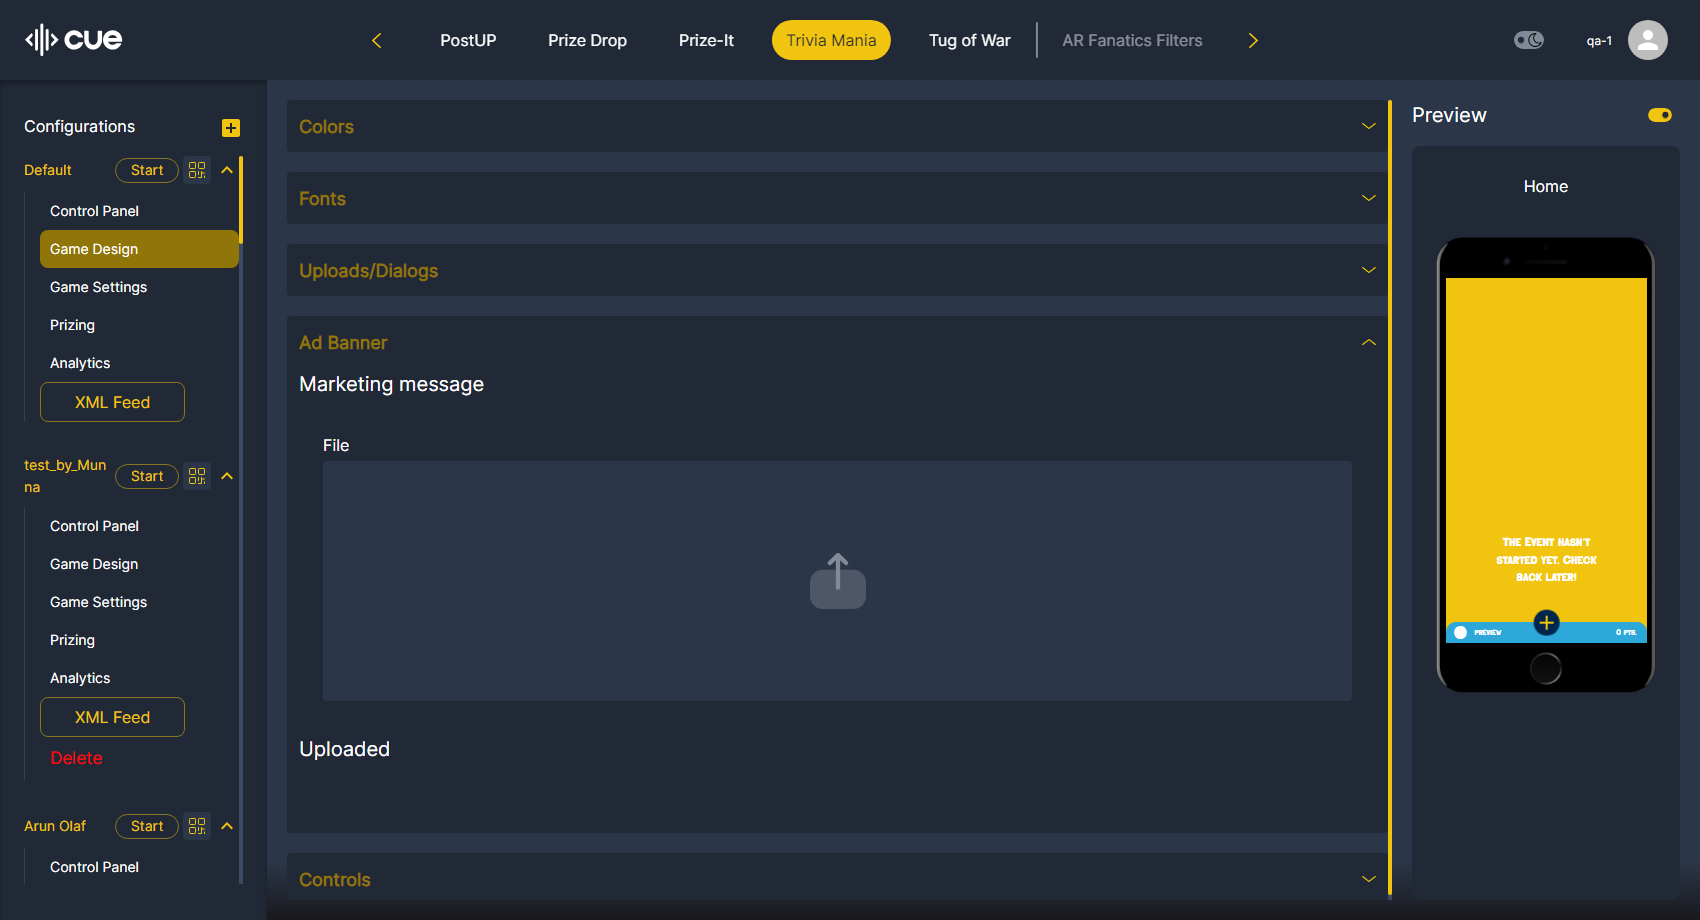 cue
PostUP
Prize Drop
Prize-It
Trivia Mania
Tug of War
AR Fanatics Filters
qa-1
Configurations
Default
Start
Control Panel
Game Design
Game Settings
Prizing
Analytics
XML Feed
test_by_Mun
na
Start
Control Panel
Game Design
Game Settings
Prizing
Analytics
XML Feed
Delete
Arun Olaf
Start
Control Panel
Colors
Fonts
Uploads/Dialogs
Ad Banner
Marketing message
File
Uploaded
Controls
Preview
Home
The Event hasn't
started yet. Check
back later!
PREVIEW
0 PTS.